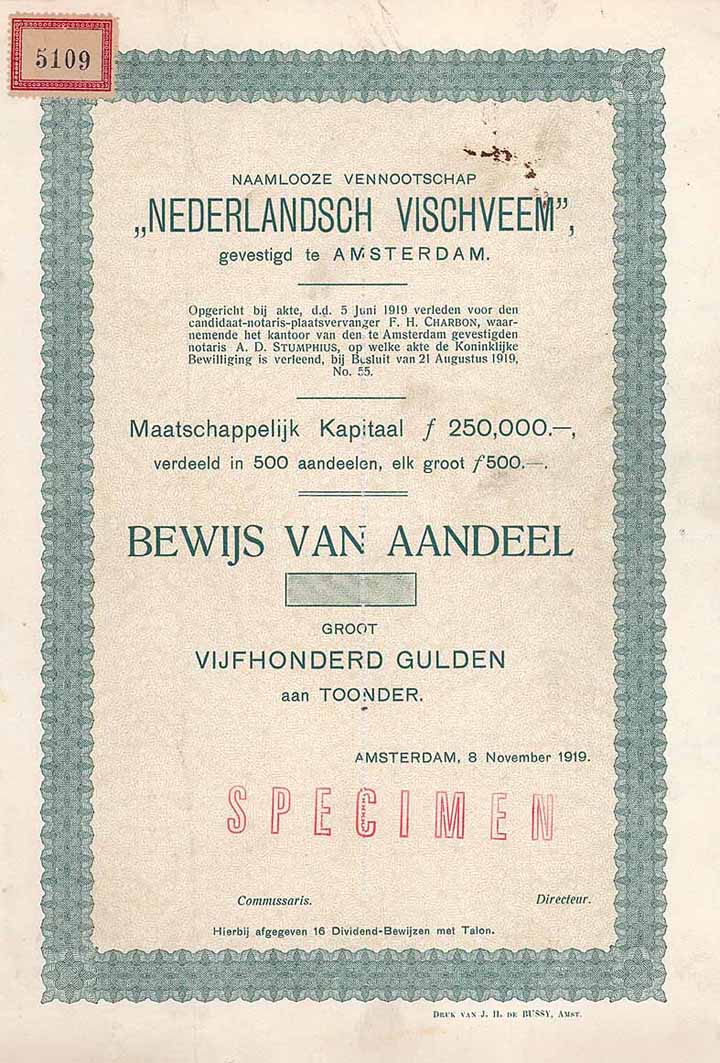 5109
NAAMLOOZE VENNOOTSCHAP
„NEDERLANDSCH VISCHVEEM”,
gevestigd te AMSTERDAM.
Opgericht bij akte, d.d. 5 Juni 1919 verleden voor den
candidaat-notaris-plaatsvervanger F. H. CHARBON, waar-
nemende het kantoor van den te Amsterdam gevestigden
notaris A. D. STUMPHIUS, op welke akte de Koninklijke
Bewilliging is verleend, bij Besluit van 21 Augustus 1919,
No. 55.
Maatschappelijk Kapitaal f 250,000.—,
verdeeld in 500 aandeelen, elk groot f 500.—.
BEWIJS VAN AANDEEL
GROOT
VIJFHONDERD GULDEN
aan TOONDER.
AMSTERDAM, 8 November 1919.
SPECIMEN
Commissaris. Directeur.
Hierbij afgegeven 16 Dividend-Bewijzen met Talon.
DRUK VAN J. H. DE BUSSY, AMST.